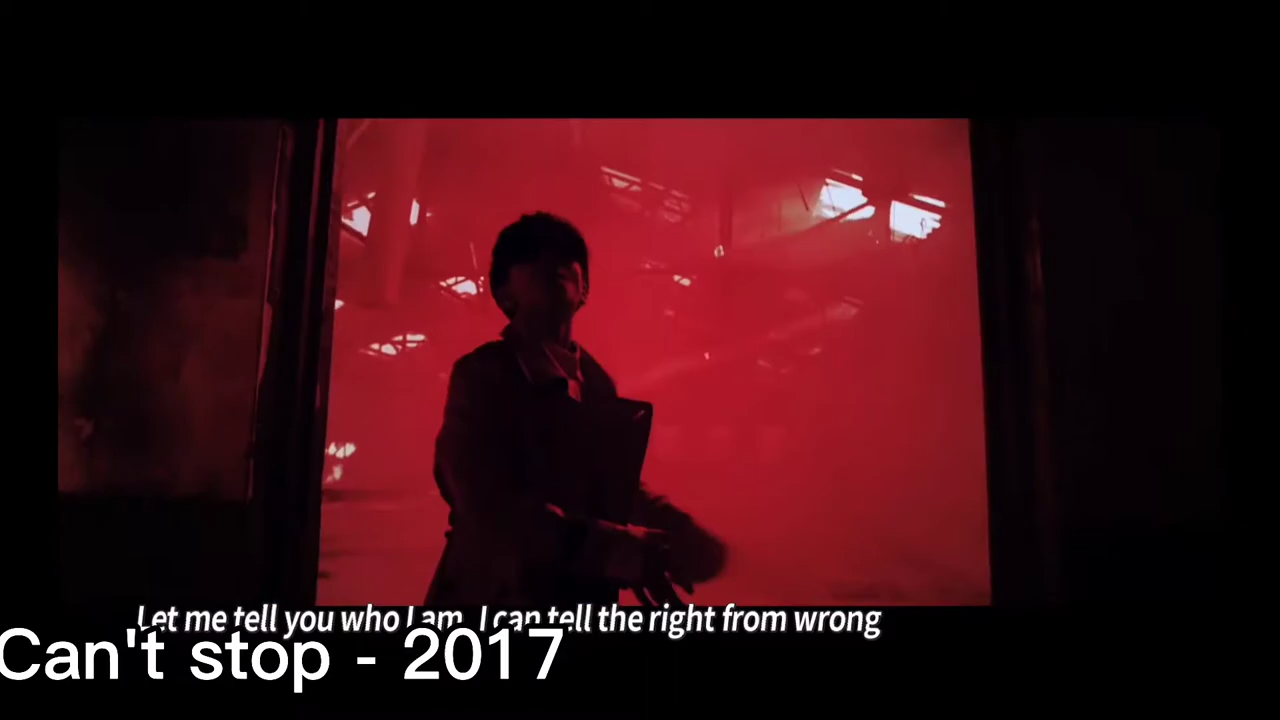 Let me tell you who I am, I can tell the right from wrong
Can't stop - 2017